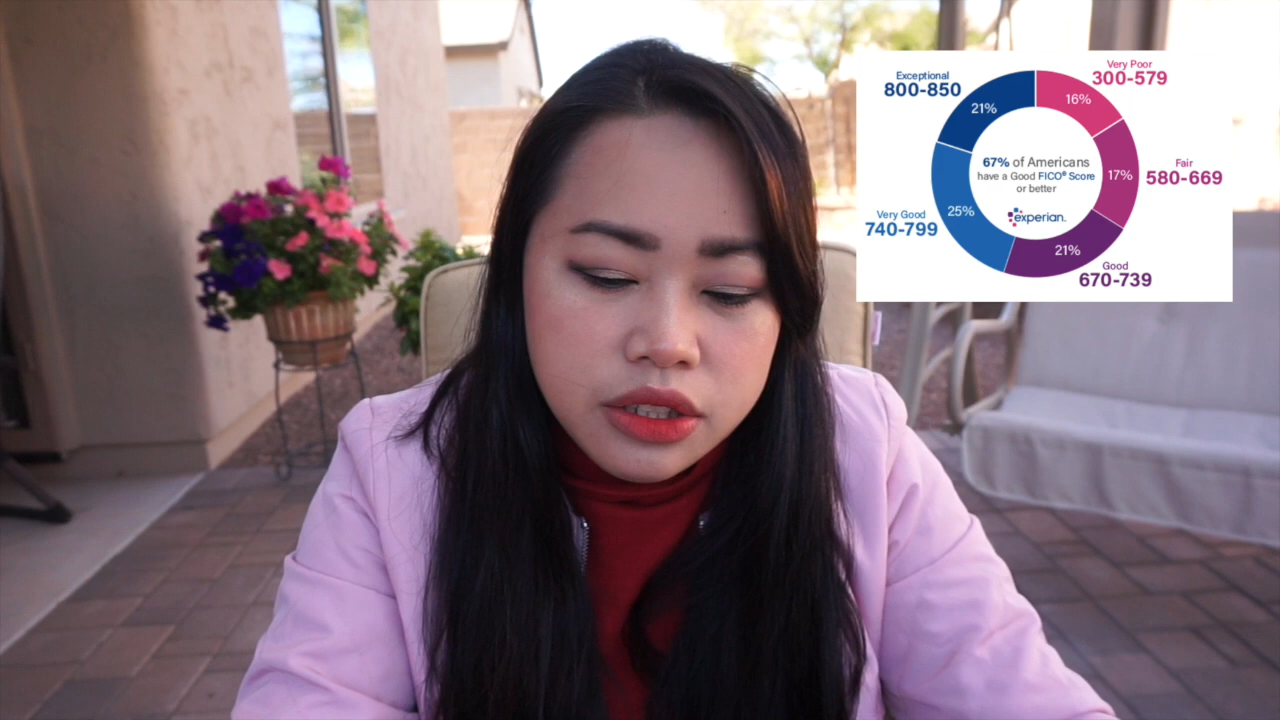 Very Poor
300-579
16%
Fair
580-669
17%
Good
670-739
21%
Very Good
740-799
25%
Exceptional
800-850
21%
67% of Americans
have a Good FICO® Score
or better
experian.